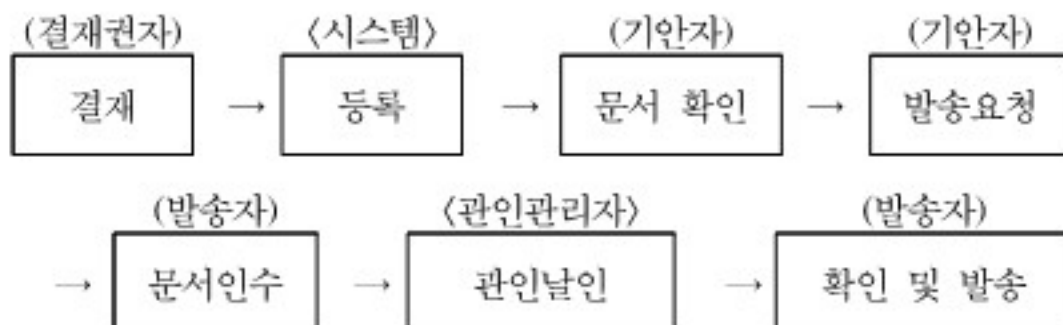 (결재권자) 〈시스템〉 (기안자) (기안자)
결재 → 등록 → 문서 확인 → 발송요청
(발송자) 〈관인관리자〉 (발송자)
→ 문서인수 → 관인날인 → 확인 및 발송